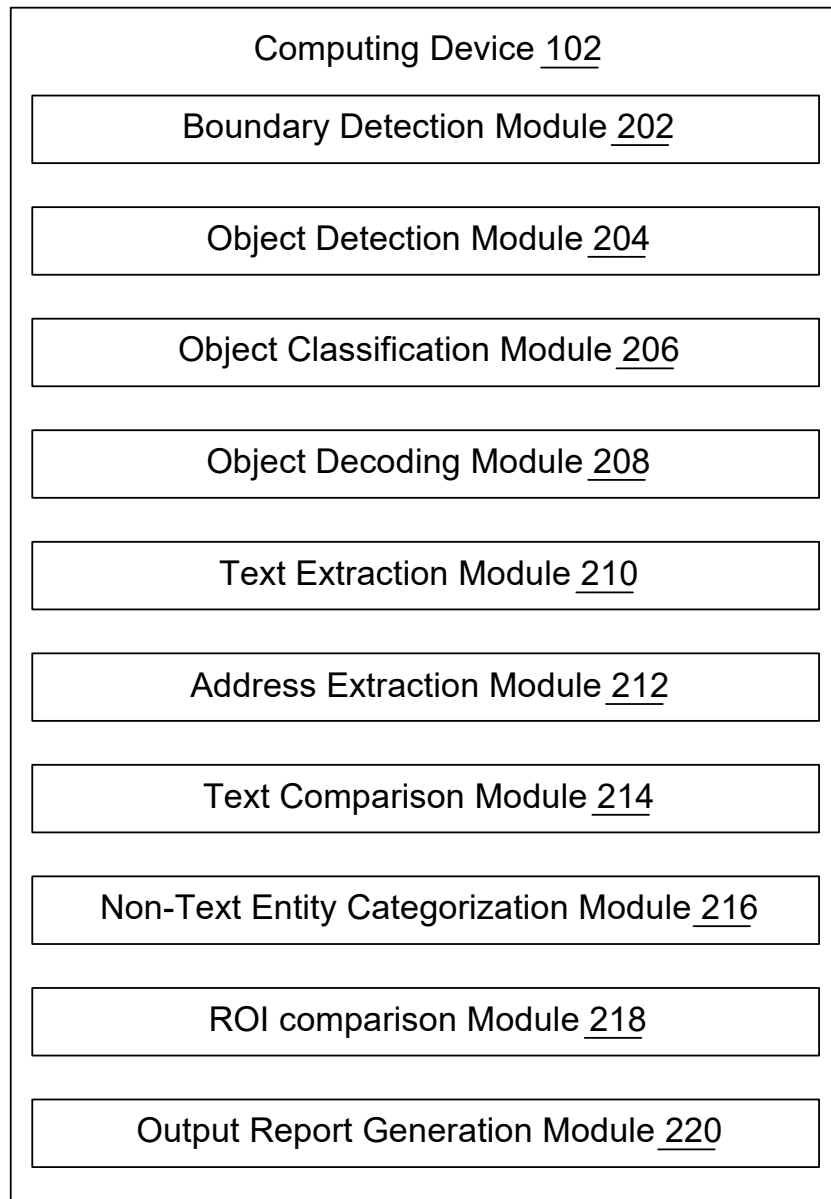 Computing Device 102
Boundary Detection Module 202
Object Detection Module 204
Object Classification Module 206
Object Decoding Module 208
Text Extraction Module 210
Address Extraction Module 212
Text Comparison Module 214
Non-Text Entity Categorization Module 216
ROI comparison Module 218
Output Report Generation Module 220